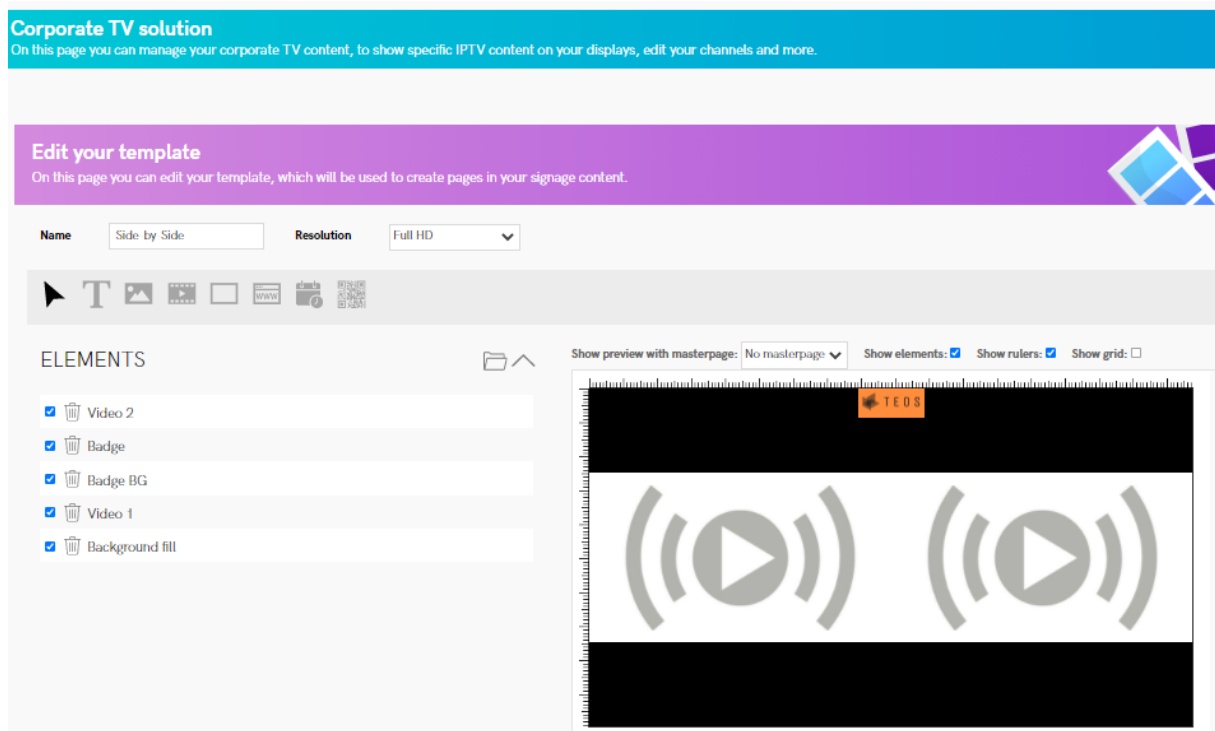 Corporate TV solution
On this page you can manage your corporate TV content, to show specific IPTV content on your displays, edit your channels and more.
Edit your template
On this page you can edit your template, which will be used to create pages in your signage content.
Name Side-by-Side Resolution Full HD
T www
ELEMENTS
Show preview with masterpage: No masterpage Show elements: Show rulers: Show grid:
TEOS
Video 2
Badge
Badge BG
Video 1
Background fill